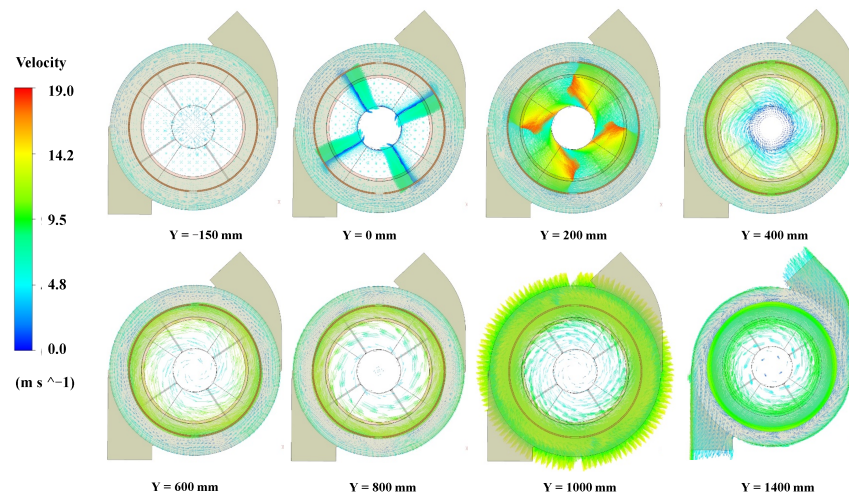 Velocity
19.0
14.2
9.5
4.8
0.0
(m s ^−1)
Y = −150 mm
Y = 0 mm
Y = 200 mm
Y = 400 mm
Y = 600 mm
Y = 800 mm
Y = 1000 mm
Y = 1400 mm